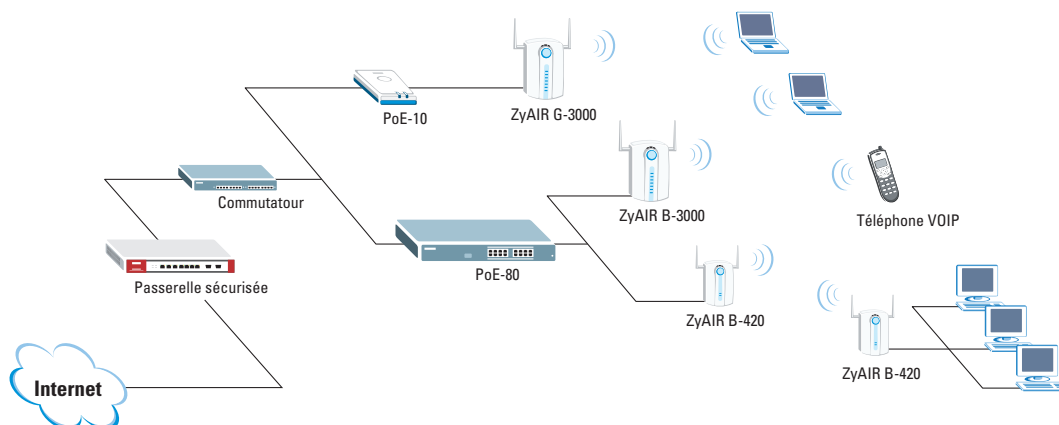 PoE-10
ZyAIR G-3000
Commutatour
ZyAIR B-3000
Téléphone VOIP
Passerelle sécurisée
PoE-80
ZyAIR B-420
ZyAIR B-420
Internet